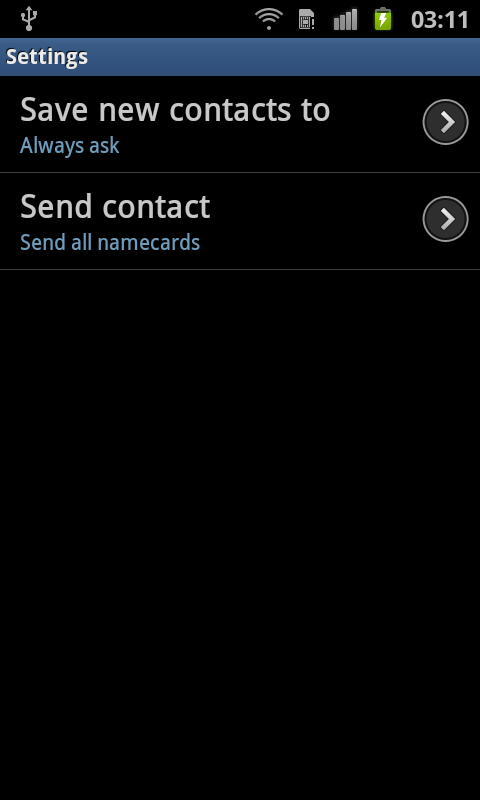 03:11
Settings
Save new contacts to
Always ask
Send contact
Send all namecards